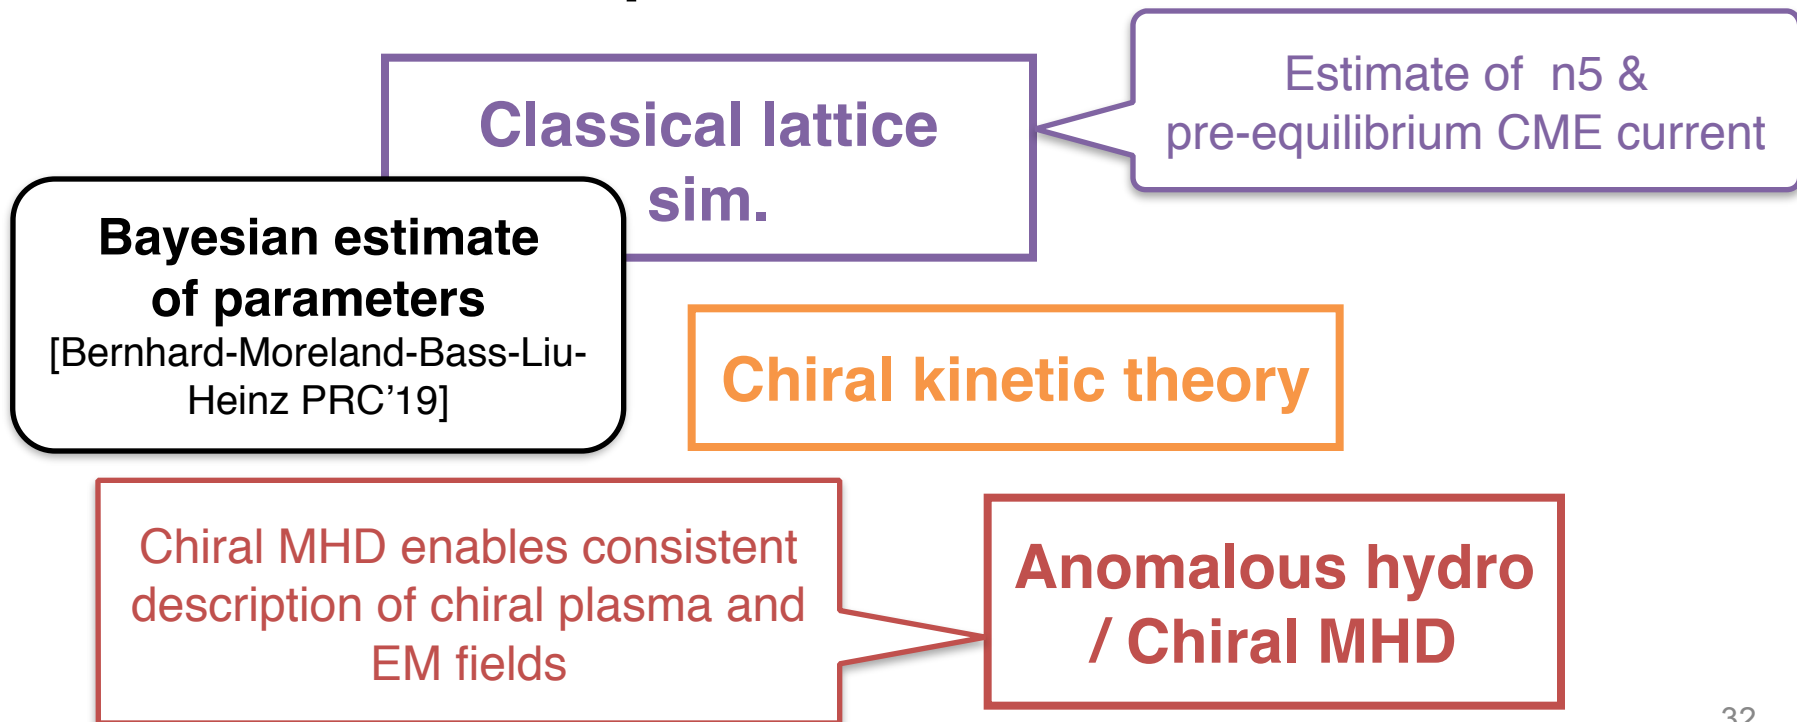 Estimate of n5 &
pre-equilibrium CME current
Classical lattice
sim.
Bayesian estimate
of parameters
[Bernhard-Moreland-Bass-Liu-
Heinz PRC’19]
Chiral kinetic theory
Chiral MHD enables consistent
description of chiral plasma and
EM fields
Anomalous hydro
/ Chiral MHD
32